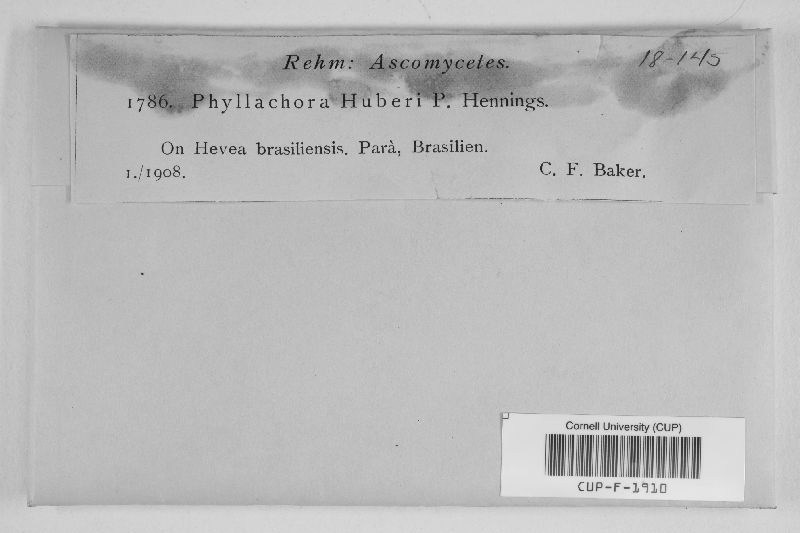 Rehm: Ascomycetes.
18-145
1786. Phyllachora Huberi P. Hennings.
On Hevea brasiliensis. Parà, Brasilien.
1./1908.
C. F. Baker.
Cornell University (CUP)
CUP-F-1910